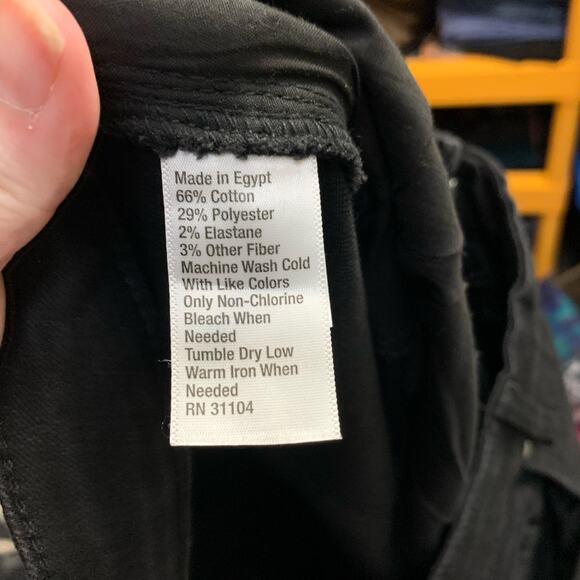 Made in Egypt
66% Cotton
29% Polyester
2% Elastane
3% Other Fiber
Machine Wash Cold
With Like Colors
Only Non-Chlorine
Bleach When
Needed
Tumble Dry Low
Warm Iron When
Needed
RN 31104